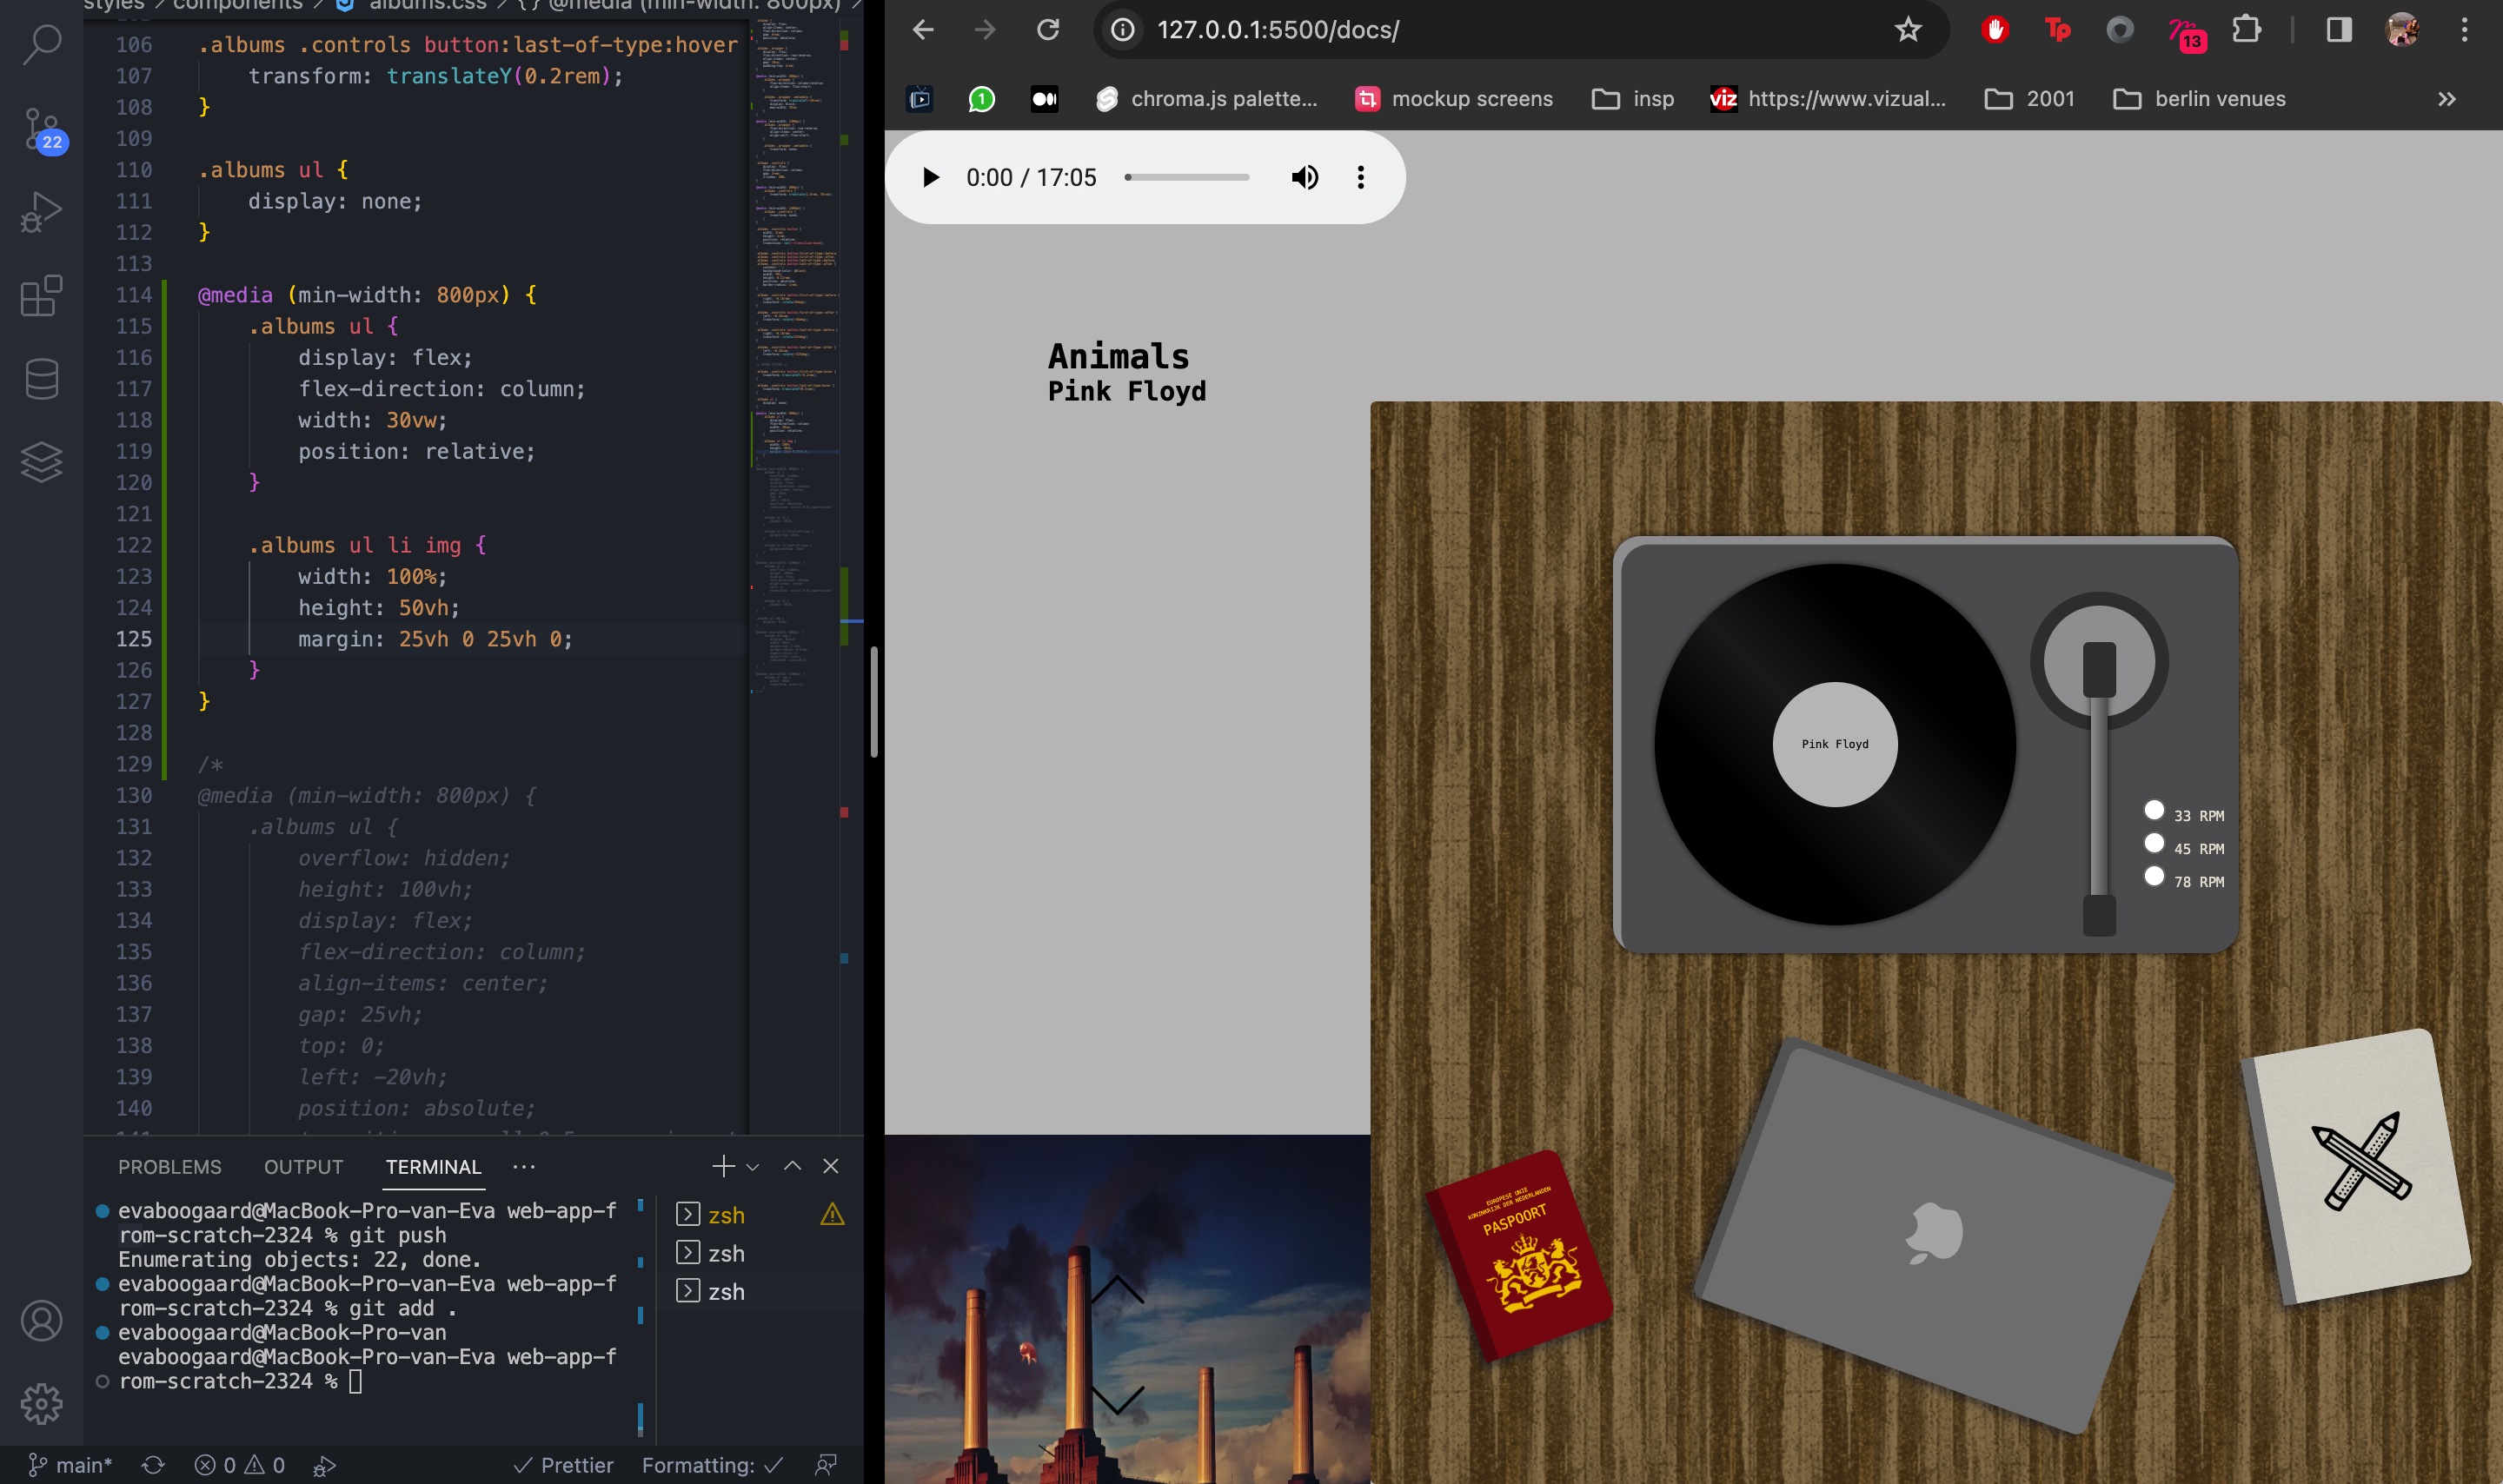 styles > components > albums.css > {} @media (min-width: 800px) >
106 .albums .controls button:last-of-type:hover
107 transform: translateY(0.2rem);
108 }
109
110 .albums ul {
111 display: none;
112 }
113
114 @media (min-width: 800px) {
115 .albums ul {
116 display: flex;
117 flex-direction: column;
118 width: 30vw;
119 position: relative;
120 }
121
122 .albums ul li img {
123 width: 100%;
124 height: 50vh;
125 margin: 25vh 0 25vh 0;
126 }
127 }
128
129 /*
130 @media (min-width: 800px) {
131 .albums ul {
132 overflow: hidden;
133 height: 100vh;
134 display: flex;
135 flex-direction: column;
136 align-items: center;
137 gap: 25vh;
138 top: 0;
139 left: -20vh;
140 position: absolute;
22
PROBLEMS OUTPUT TERMINAL ...
evaboogaard@MacBook-Pro-van-Eva web-app-f
rom-scratch-2324 % git push
Enumerating objects: 22, done.
evaboogaard@MacBook-Pro-van-Eva web-app-f
rom-scratch-2324 % git add .
evaboogaard@MacBook-Pro-van
evaboogaard@MacBook-Pro-van-Eva web-app-f
rom-scratch-2324 %
zsh
zsh
zsh
main* 0 0 Prettier Formatting:
127.0.0.1:5500/docs/
Tp
13
1
chroma.js palette... mockup screens insp viz https://www.vizual... 2001 berlin venues »
0:00 / 17:05
Animals
Pink Floyd
Pink Floyd
33 RPM
45 RPM
78 RPM
EUROPESE UNIE
KONINKRIJK DER NEDERLANDEN
PASPOORT